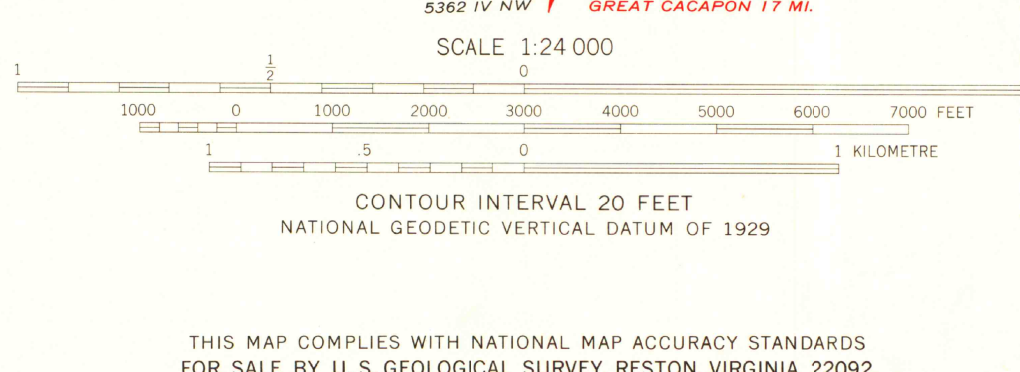 5362 IV NW GREAT CACAPON 17 MI.
SCALE 1:24 000
1 1/2 0
1000 0 1000 2000 3000 4000 5000 6000 7000 FEET
1 .5 0 1 KILOMETRE
CONTOUR INTERVAL 20 FEET
NATIONAL GEODETIC VERTICAL DATUM OF 1929
THIS MAP COMPLIES WITH NATIONAL MAP ACCURACY STANDARDS
FOR SALE BY U.S. GEOLOGICAL SURVEY, RESTON, VIRGINIA 22092